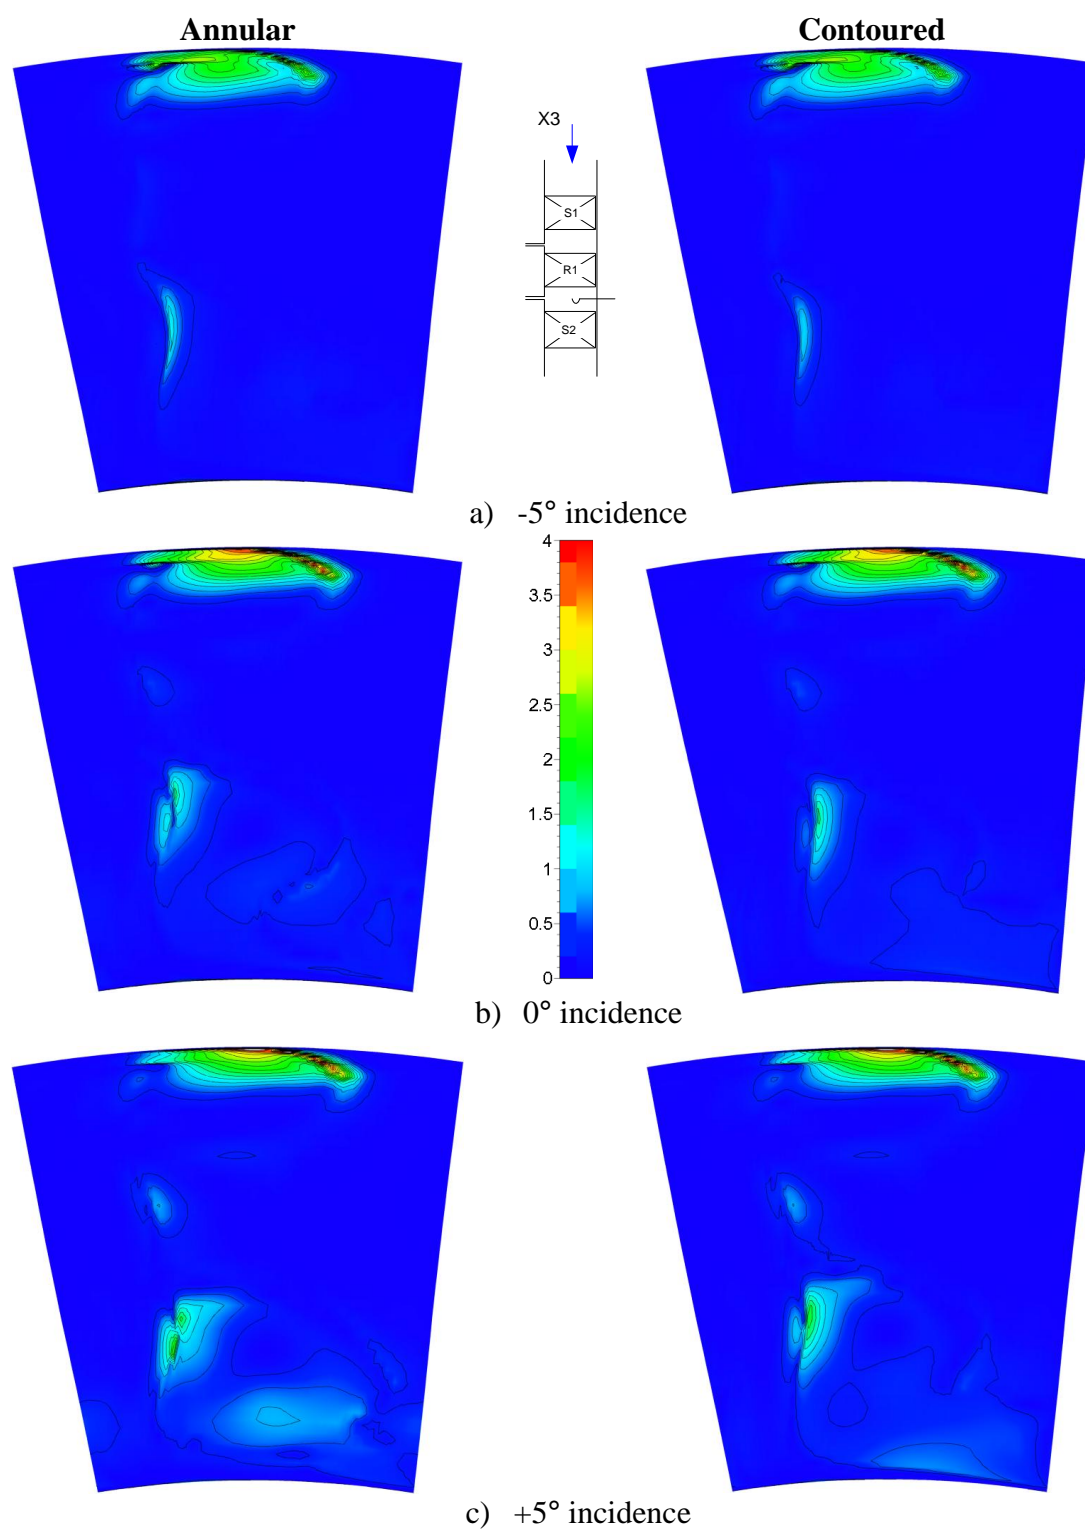 Annular Contoured
X3
S1
R1
S2
a) -5° incidence
4
3.5
3
2.5
2
1.5
1
0.5
0
b) 0° incidence
c) +5° incidence